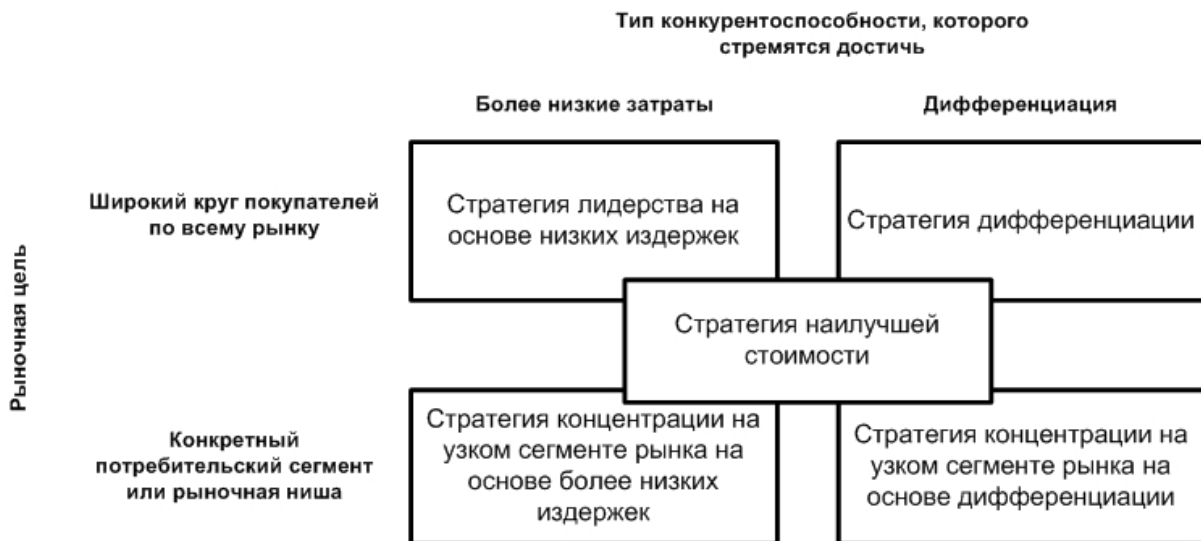 Тип конкурентоспособности, которого
стремятся достичь
Более низкие затраты
Дифференциация
Рыночная цель
Широкий круг покупателей
по всему рынку
Стратегия лидерства на
основе низких издержек
Стратегия дифференциации
Стратегия наилучшей
стоимости
Конкретный
потребительский сегмент
или рыночная ниша
Стратегия концентрации на
узком сегменте рынка на
основе более низких
издержек
Стратегия концентрации на
узком сегменте рынка на
основе дифференциации